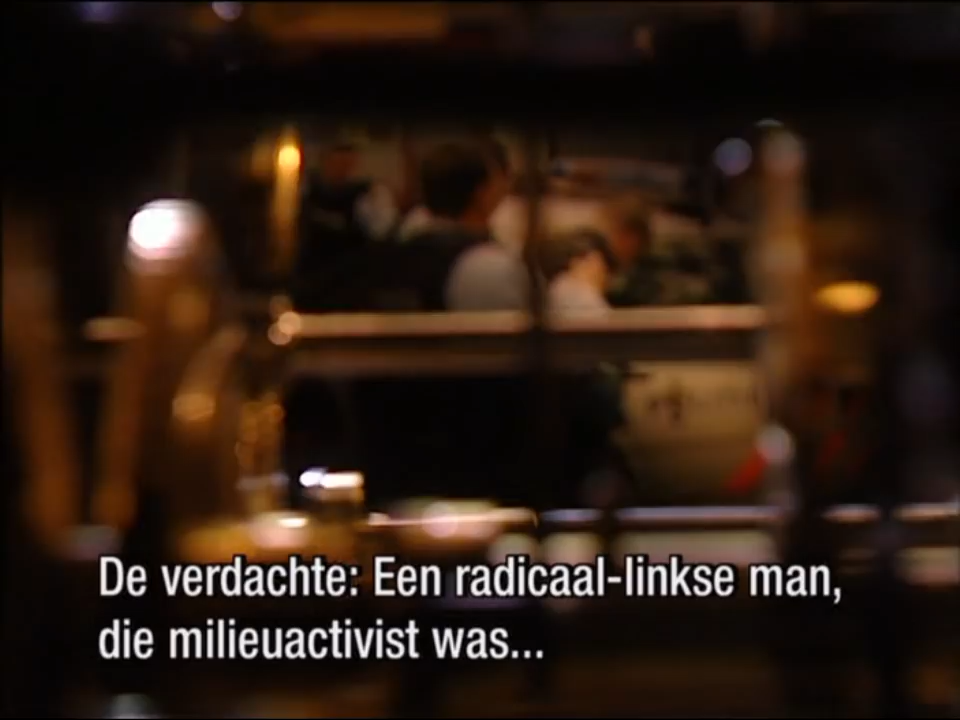 De verdachte: Een radicaal-linkse man,
die milieuactivist was...